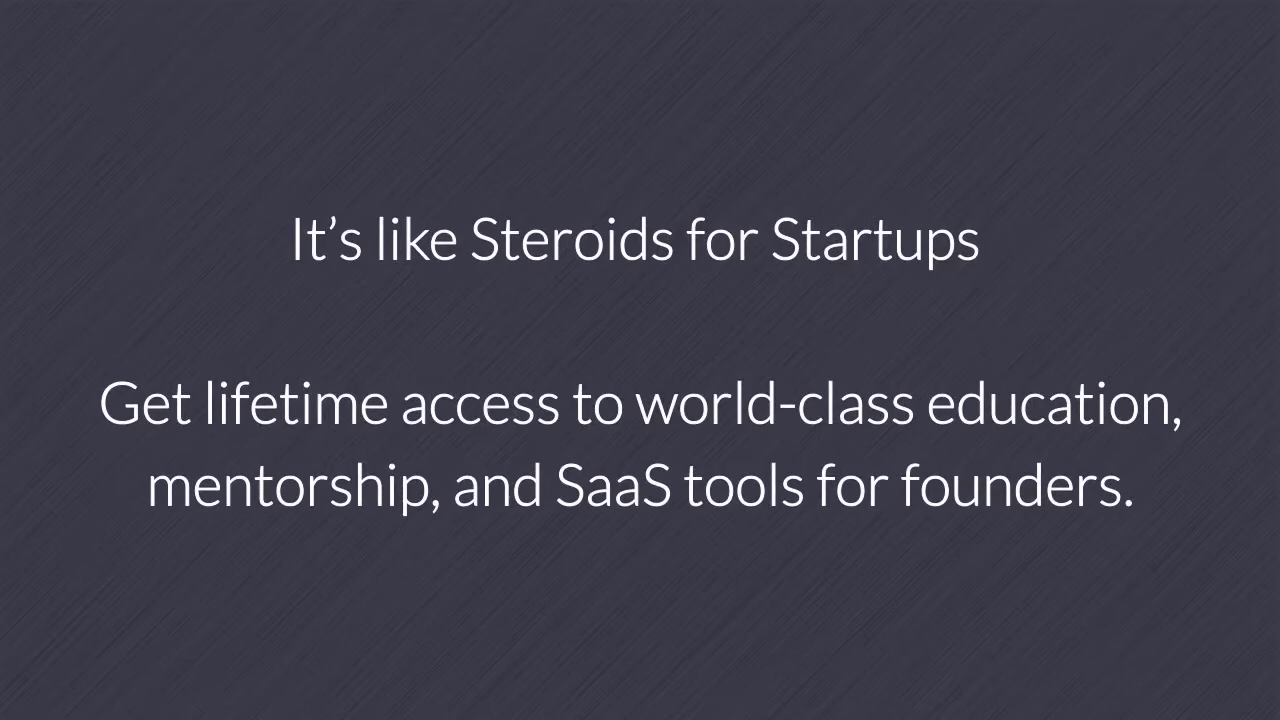 It’s like Steroids for Startups
Get lifetime access to world-class education,
mentorship, and SaaS tools for founders.